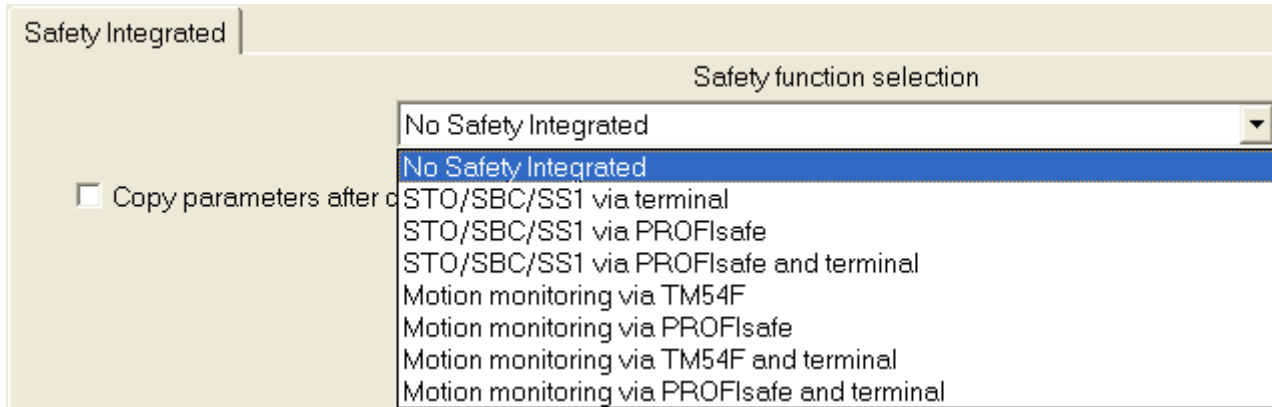 Safety Integrated
Safety function selection
No Safety Integrated
No Safety Integrated
Copy parameters after
STO/SBC/SS1 via terminal
STO/SBC/SS1 via PROFIsafe
STO/SBC/SS1 via PROFIsafe and terminal
Motion monitoring via TM54F
Motion monitoring via PROFIsafe
Motion monitoring via TM54F and terminal
Motion monitoring via PROFIsafe and terminal